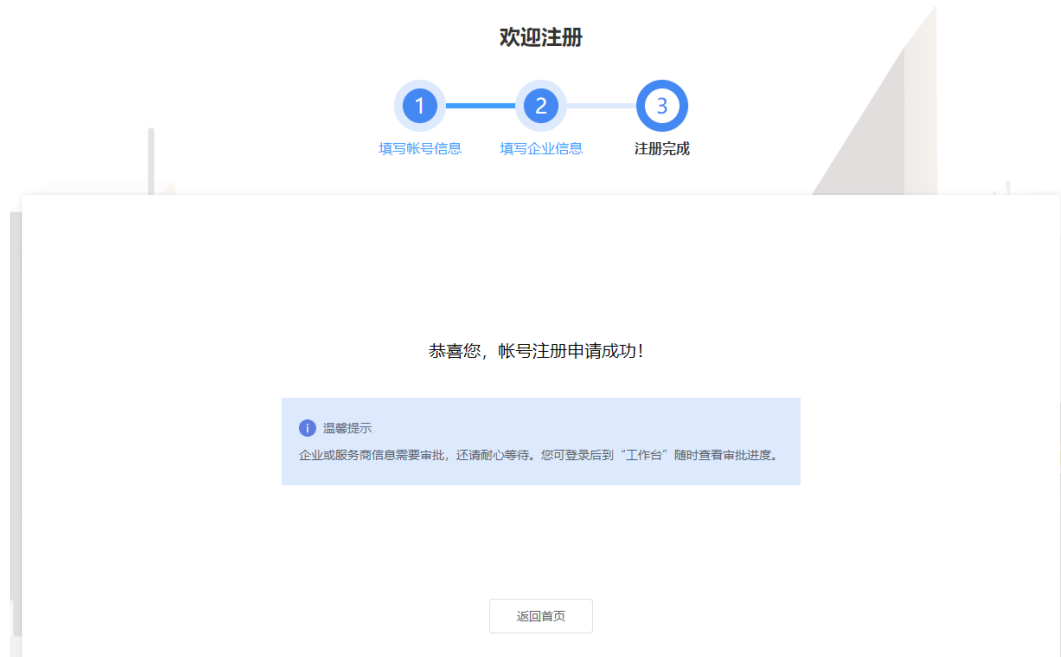 欢迎注册
1
2
3
填写帐号信息
填写企业信息
注册完成
恭喜您，帐号注册申请成功！
i 温馨提示
企业或服务商信息需要审批，还请耐心等待。您可登录后到“工作台”随时查看审批进度。
返回首页